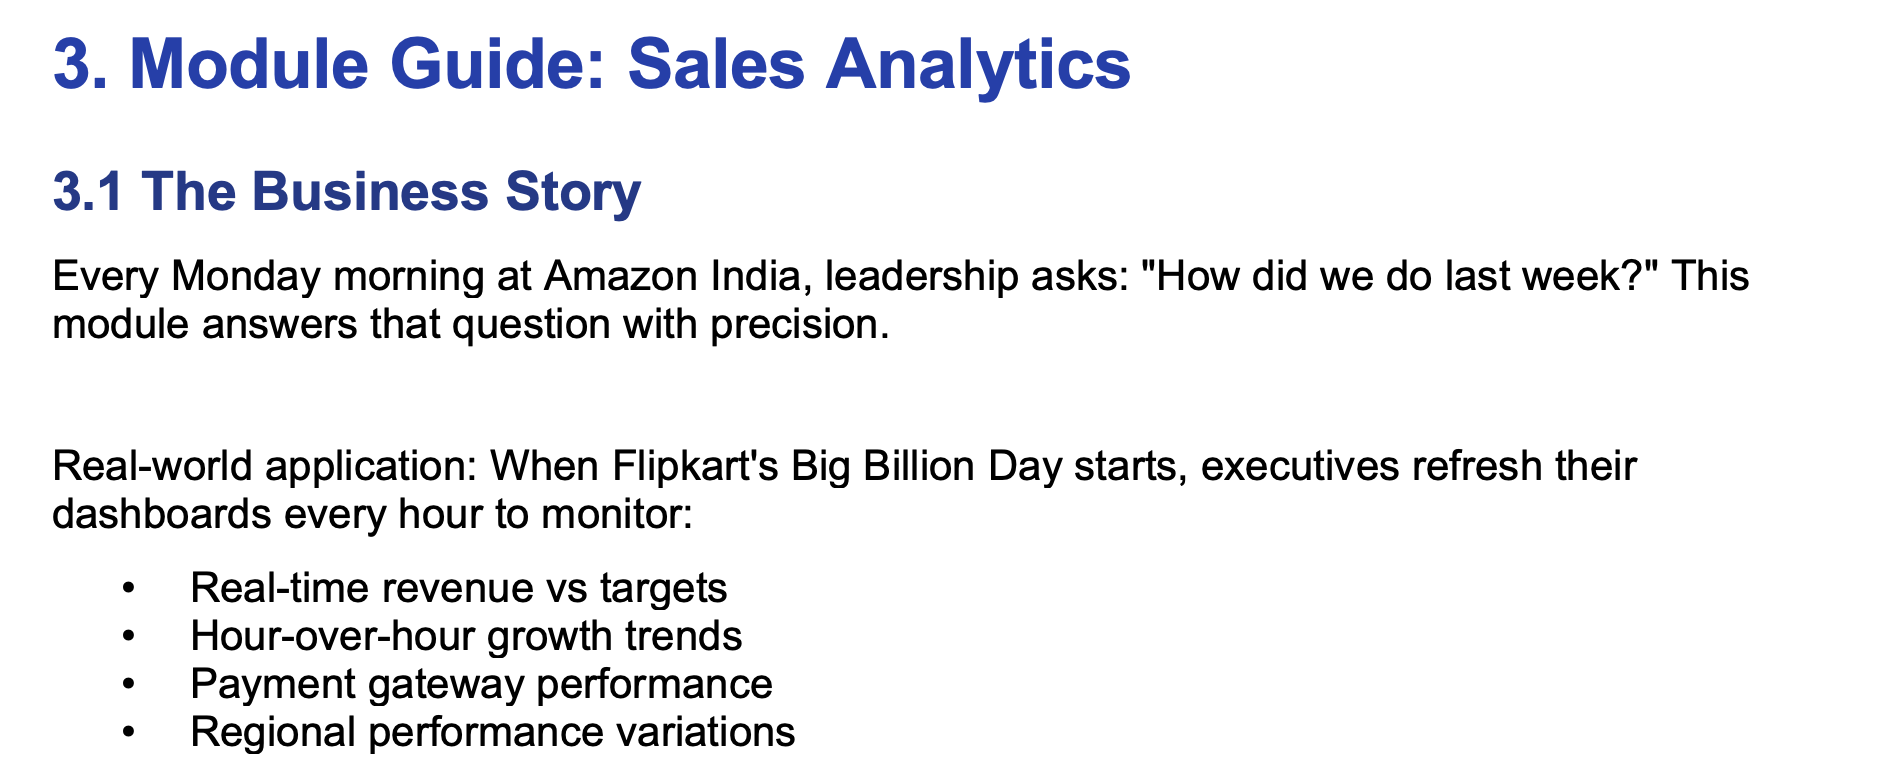 3. Module Guide: Sales Analytics
3.1 The Business Story
Every Monday morning at Amazon India, leadership asks: "How did we do last week?" This
module answers that question with precision.
Real-world application: When Flipkart's Big Billion Day starts, executives refresh their
dashboards every hour to monitor:
• Real-time revenue vs targets
• Hour-over-hour growth trends
• Payment gateway performance
• Regional performance variations